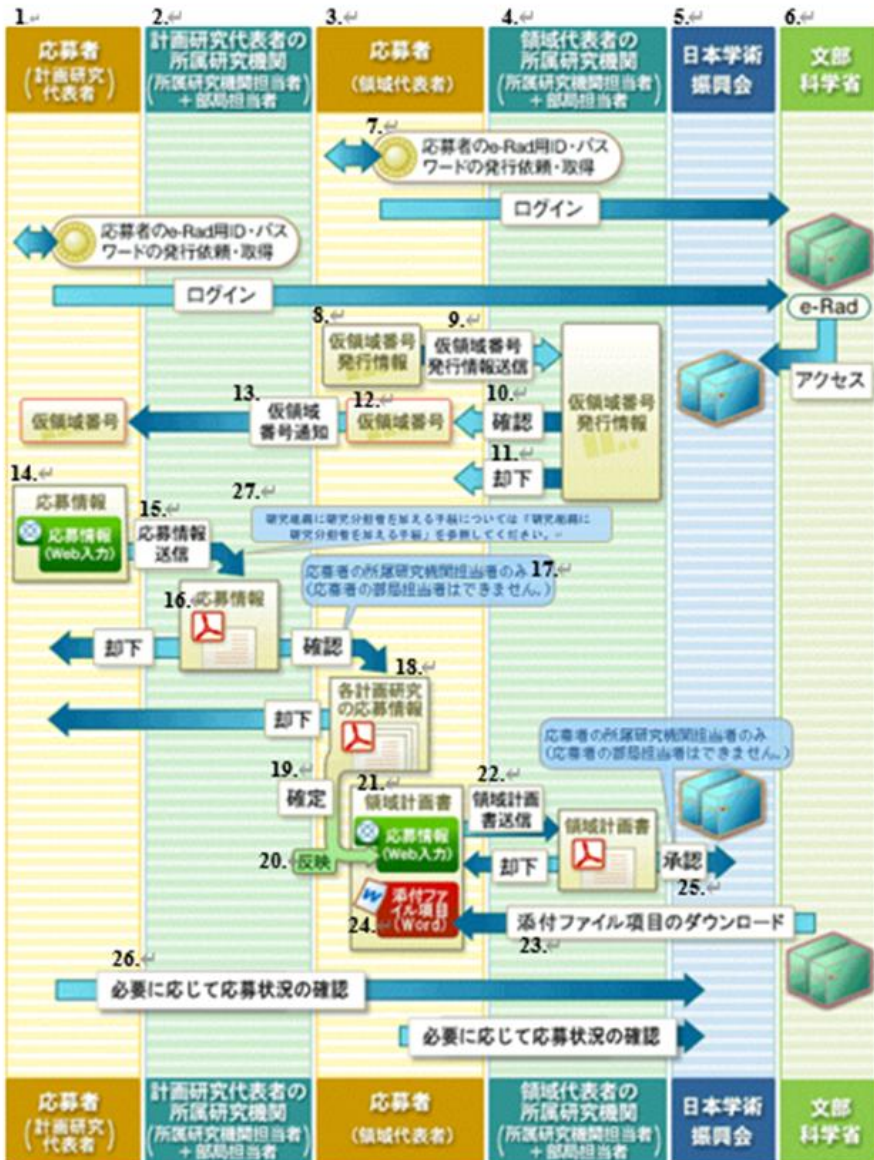 1.
2.
3.
4.
5.
6.
応募者
(計画研究
代表者)
計画研究代表者の
所属研究機関
(所属研究機関担当者
+部局担当者)
応募者
(領域代表者)
領域代表者の
所属研究機関
(所属研究機関担当者
+部局担当者)
日本学術
振興会
文部
科学省
7.
応募者のe-Rad用ID・パス
ワードの発行依頼・取得
ログイン
応募者のe-Rad用ID・パス
ワードの発行依頼・取得
ログイン
e-Rad
アクセス
8.
仮領域番号
発行情報
9.
仮領域番号
発行情報送信
仮領域番号
発行情報
10.
確認
11.
却下
12.
仮領域番号
13.
仮領域
番号通知
仮領域番号
14.
応募情報
応募情報
(Web入力)
15.
応募情報
送信
27.
研究組織に研究分担者を加える手続については「研究組織に
研究分担者を加える手続」を参照してください。
16.
応募情報
却下
確認
17.
応募者の所属研究機関担当者のみ
(応募者の部局担当者はできません。)
18.
各計画研究
の応募情報
却下
19.
確定
20.
反映
21.
領域計画書
応募情報
(Web入力)
22.
領域計画
書送信
領域計画書
却下
応募者の所属研究機関担当者のみ
(応募者の部局担当者はできません。)
承認
25.
24.
添付ファ
イル項目
(Word)
添付ファイル項目のダウンロード
23.
26.
必要に応じて応募状況の確認
必要に応じて応募状況の確認
応募者
(計画研究
代表者)
計画研究代表者の
所属研究機関
(所属研究機関担当者
+部局担当者)
応募者
(領域代表者)
領域代表者の
所属研究機関
(所属研究機関担当者
+部局担当者)
日本学術
振興会
文部
科学省